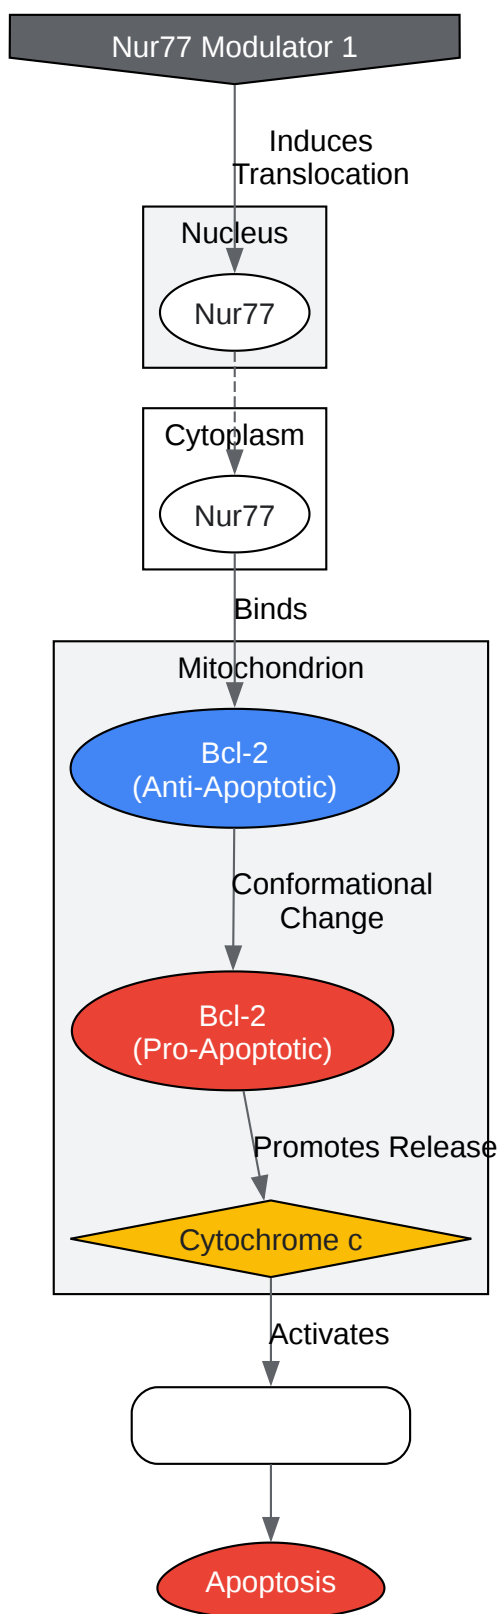 Nur77 Modulator 1
Induces
Translocation
Nucleus
Nur77
Cytoplasm
Nur77
Binds
Mitochondrion
Bcl-2
(Anti-Apoptotic)
Conformational
Change
Bcl-2
(Pro-Apoptotic)
Promotes Release
Cytochrome c
Activates
Apoptosis